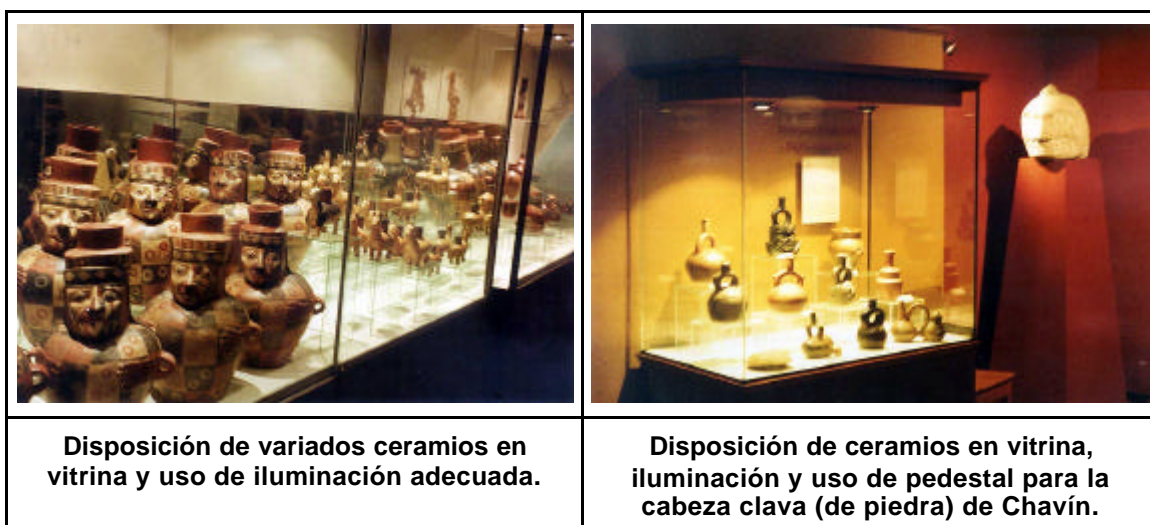 Disposición de variados ceramios en
vitrina y uso de iluminación adecuada.
Disposición de ceramios en vitrina,
iluminación y uso de pedestal para la
cabeza clava (de piedra) de Chavín.